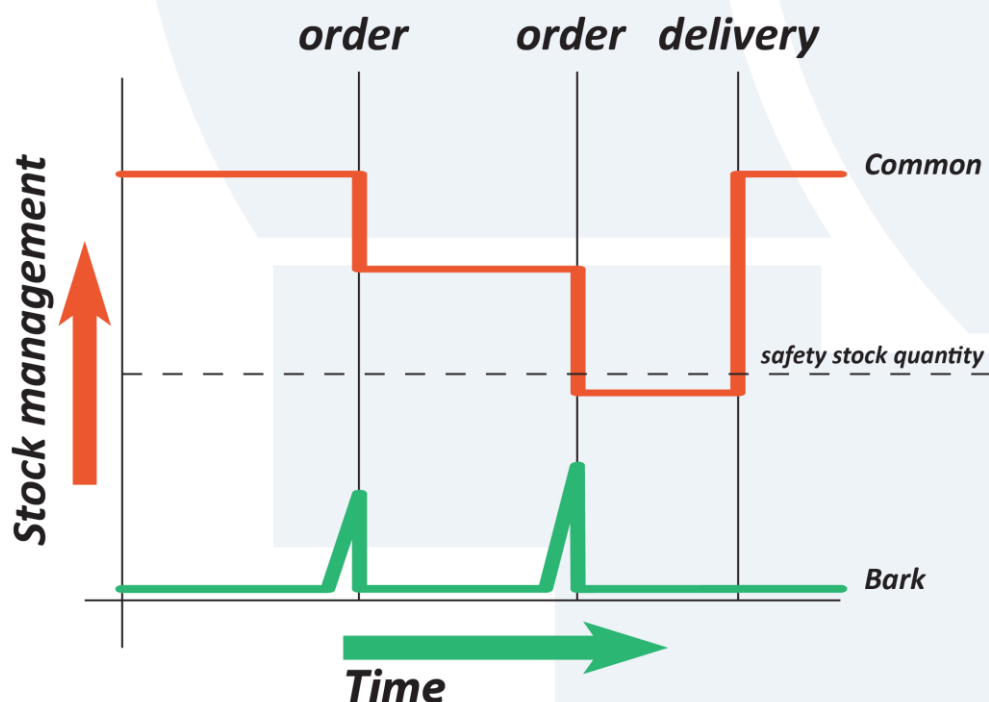 order
order
delivery
Common
Stock management
safety stock quantity
Bark
Time